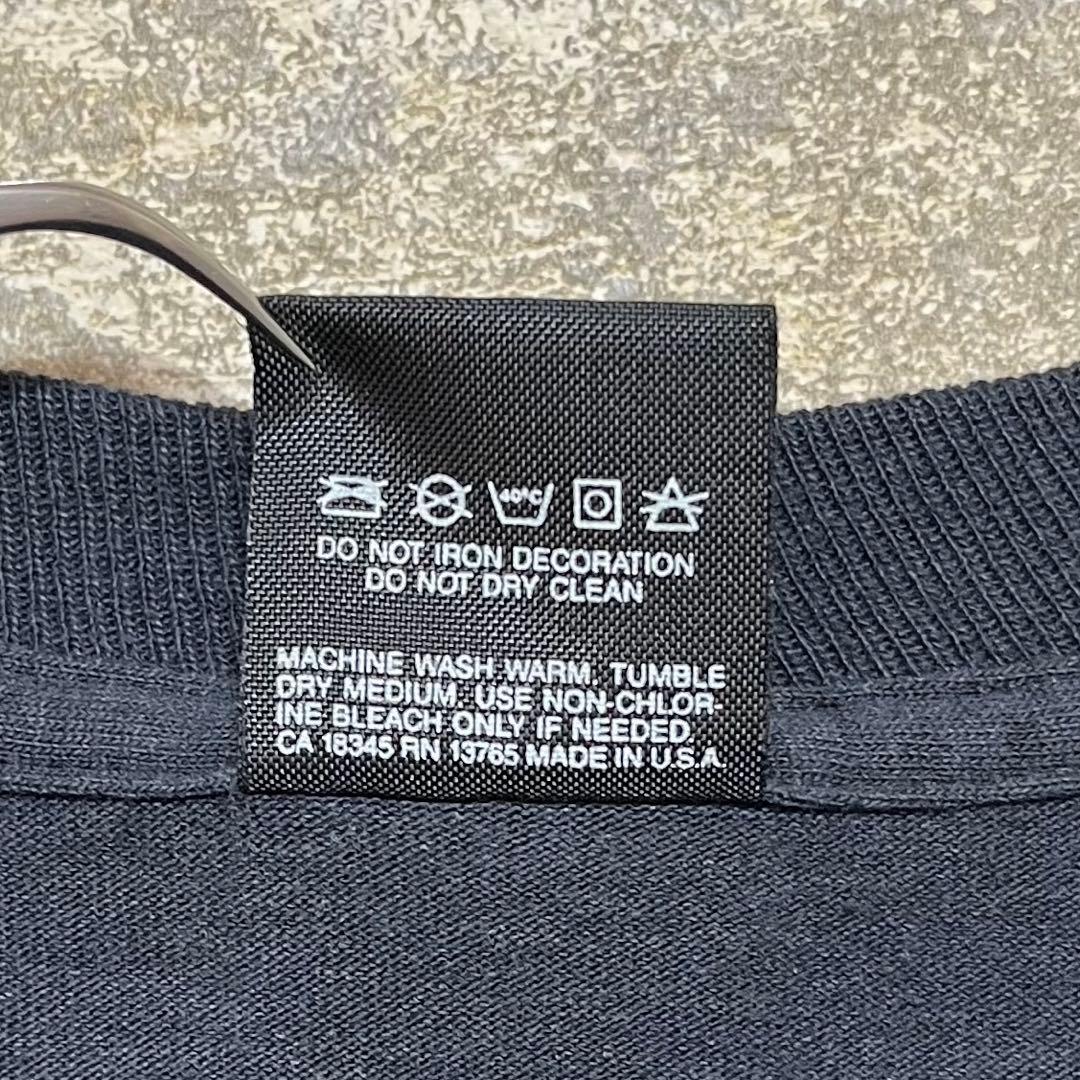 40°C
DO NOT IRON DECORATION
DO NOT DRY CLEAN
MACHINE WASH WARM. TUMBLE
DRY MEDIUM. USE NON-CHLOR-
INE BLEACH ONLY IF NEEDED.
CA 18345 RN 13765 MADE IN U.S.A.